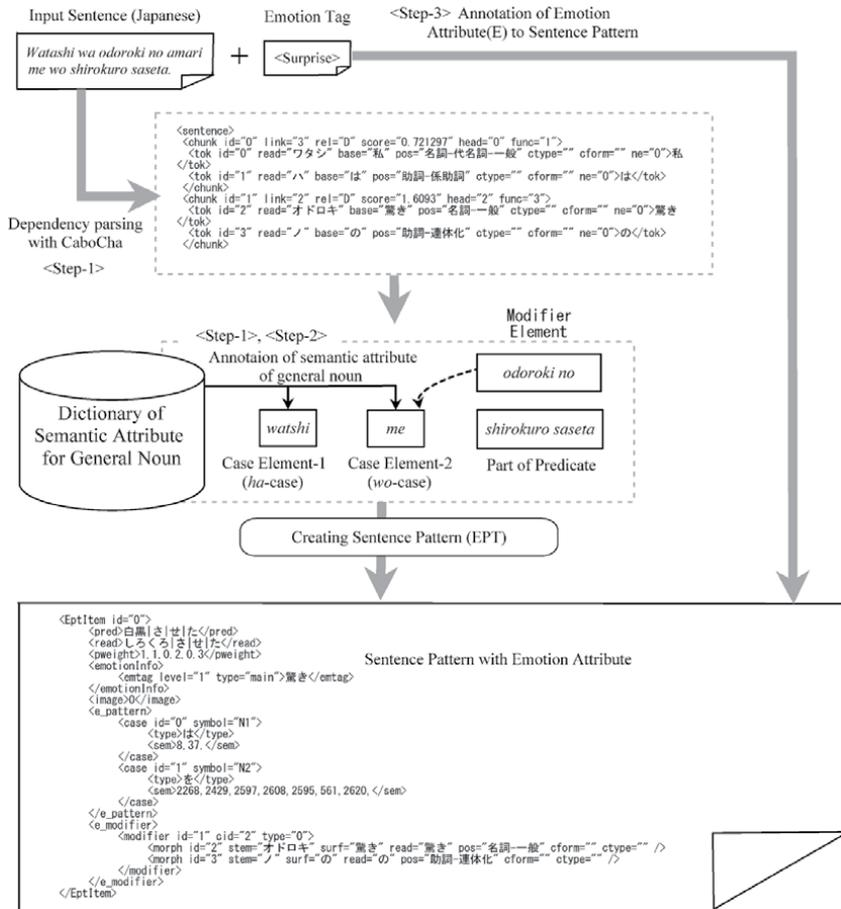 Input Sentence (Japanese)
Watashi wa odoroki no amari
me wo shirokuro saseta.
+
Emotion Tag
<Surprise>
<Step-3> Annotation of Emotion
Attribute(E) to Sentence Pattern
<sentence>
<chunk id="0" link="3" rel="D" score="0.721297" head="0" func="1">
<tok id="0" read="ワタシ" base="私" pos="名詞-代名詞-一般" ctype="" cform="" ne="0">私
</tok>
<tok id="1" read="ハ" base="は" pos="助詞-係助詞" ctype="" cform="" ne="0">は</tok>
</chunk>
<chunk id="1" link="2" rel="D" score="1.6093" head="2" func="3">
<tok id="2" read="オドロキ" base="驚き" pos="名詞-一般" ctype="" cform="" ne="0">驚き
</tok>
<tok id="3" read="ノ" base="の" pos="助詞-連体化" ctype="" cform="" ne="0">の</tok>
</chunk>
Dependency parsing
with CaboCha
<Step-1>
<Step-1>, <Step-2>
Annotaion of semantic attribute
of general noun
Modifier
Element
odoroki no
Dictionary of
Semantic Attribute
for General Noun
watshi
me
shirokuro saseta
Case Element-1
(ha-case)
Case Element-2
(wo-case)
Part of Predicate
Creating Sentence Pattern (EPT)
Sentence Pattern with Emotion Attribute
<EptItem id="0">
<pred>白黒|さ|せ|た</pred>
<read>しろくろ|さ|せ|た</read>
<pweight>1.1.0.2.0.3</pweight>
<emotionInfo>
<emtag level="1" type="main">驚き</emtag>
</emotionInfo>
<image>0</image>
<e_pattern>
<case id="0" symbol="N1">
<type>は</type>
<sem>8,37,</sem>
</case>
<case id="1" symbol="N2">
<type>を</type>
<sem>2268,2429,2597,2608,2595,561,2620,</sem>
</case>
</e_pattern>
<e_modifier>
<modifier id="1" cid="2" type="0">
<morph id="2" stem="オドロキ" surf="驚き" read="驚き" pos="名詞-一般" cform="" ctype="" />
<morph id="3" stem="ノ" surf="の" read="の" pos="助詞-連体化" cform="" ctype="" />
</modifier>
</e_modifier>
</EptItem>